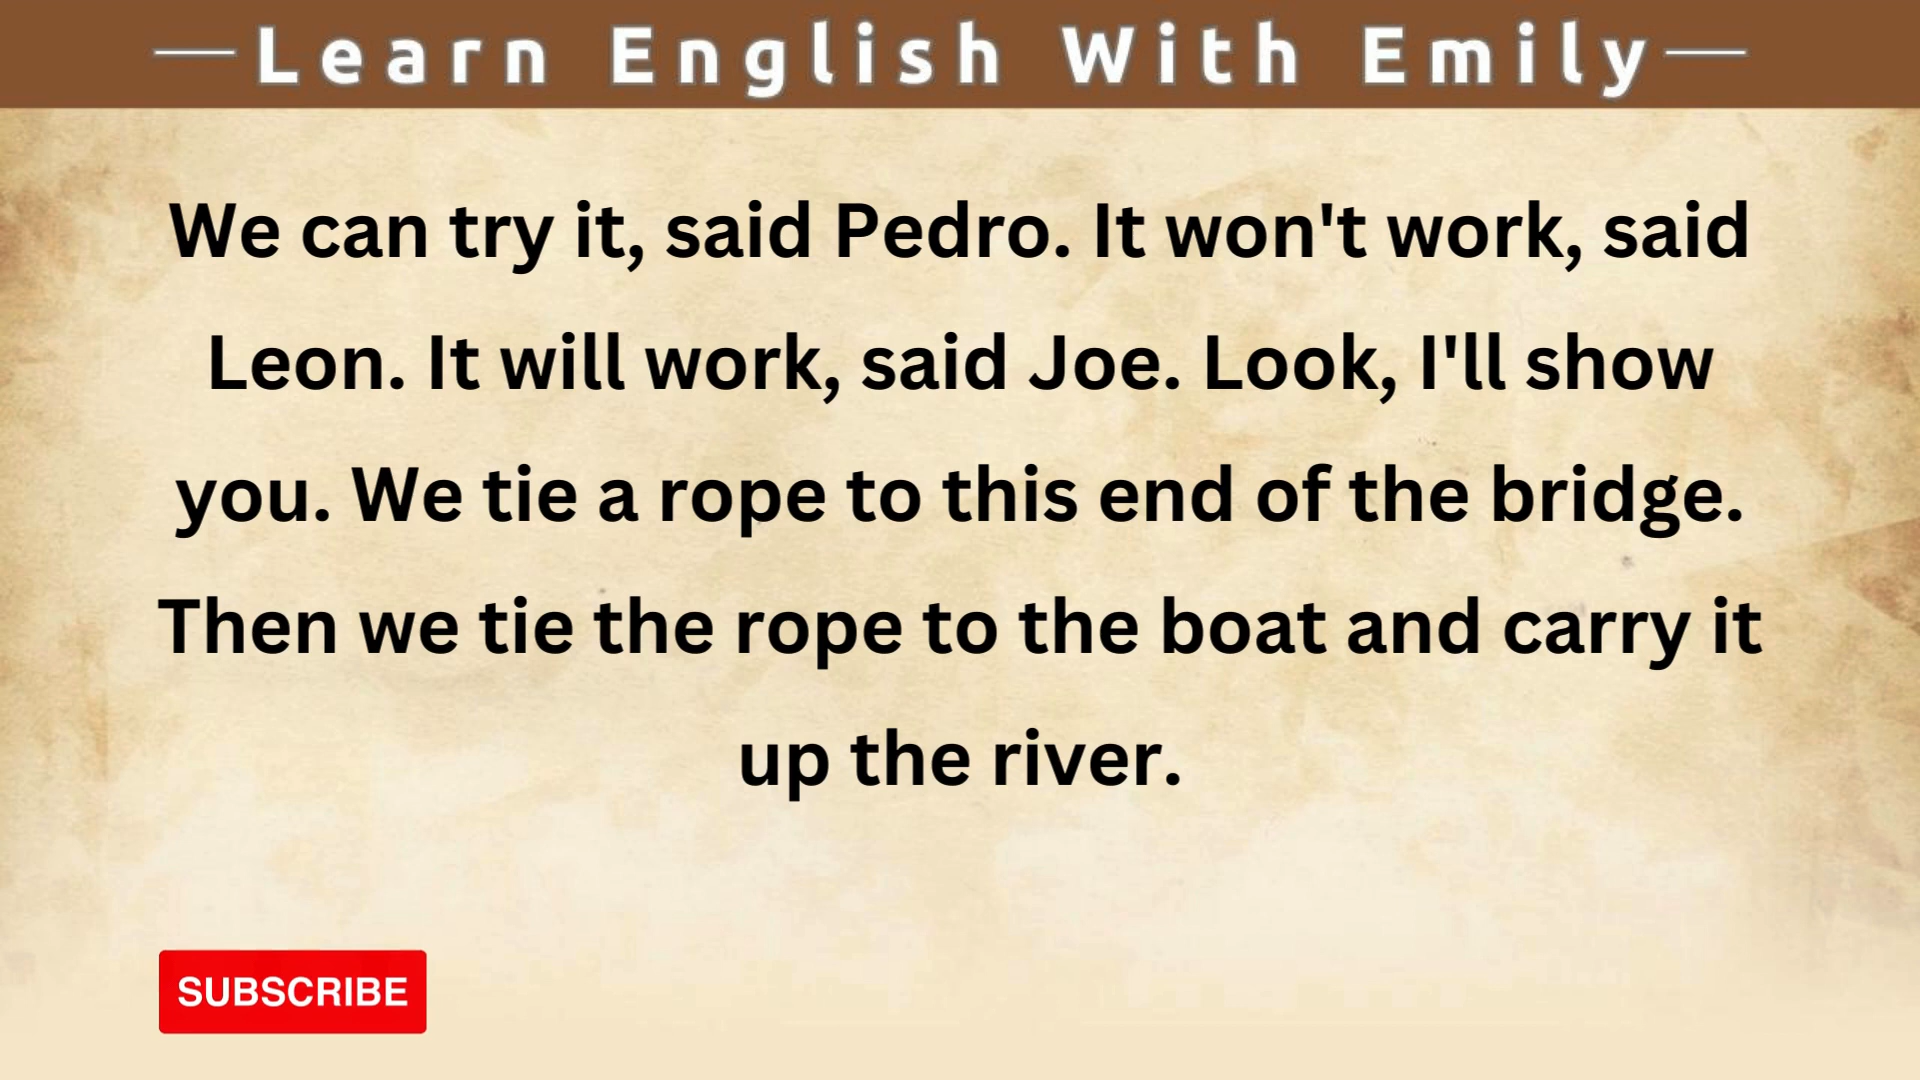 Learn English With Emily
We can try it, said Pedro. It won't work, said
Leon. It will work, said Joe. Look, I'll show
you. We tie a rope to this end of the bridge.
Then we tie the rope to the boat and carry it
up the river.
SUBSCRIBE